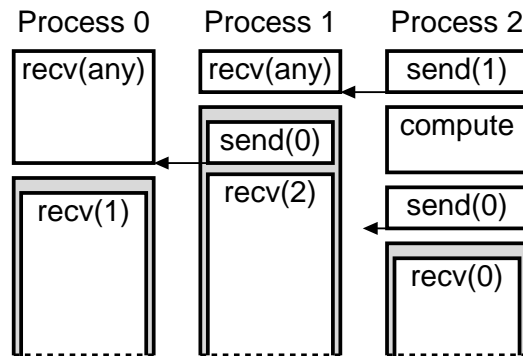 Process 0 Process 1 Process 2
recv(any) recv(any) send(1)
compute
send(0)
recv(2)
recv(1)
send(0)
recv(0)